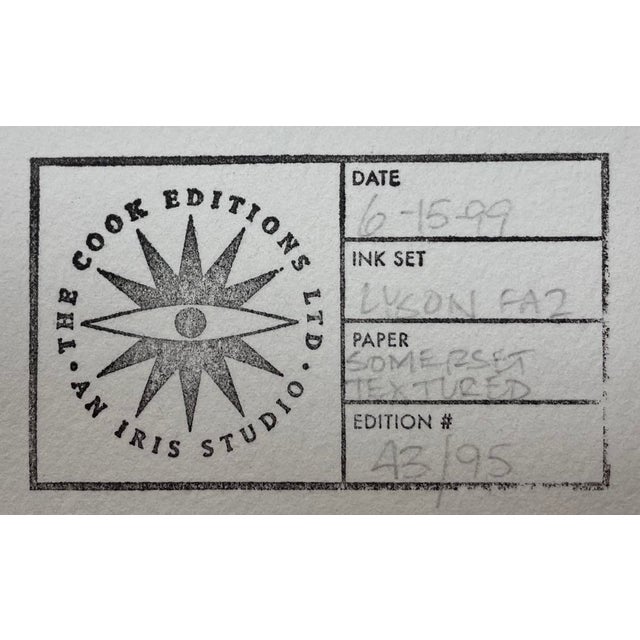 • THE COOK EDITIONS LTD •
AN IRIS STUDIO
DATE
6-15-99
INK SET
LYSON FA2
PAPER
SOMERSET
TEXTURED
EDITION #
43/95